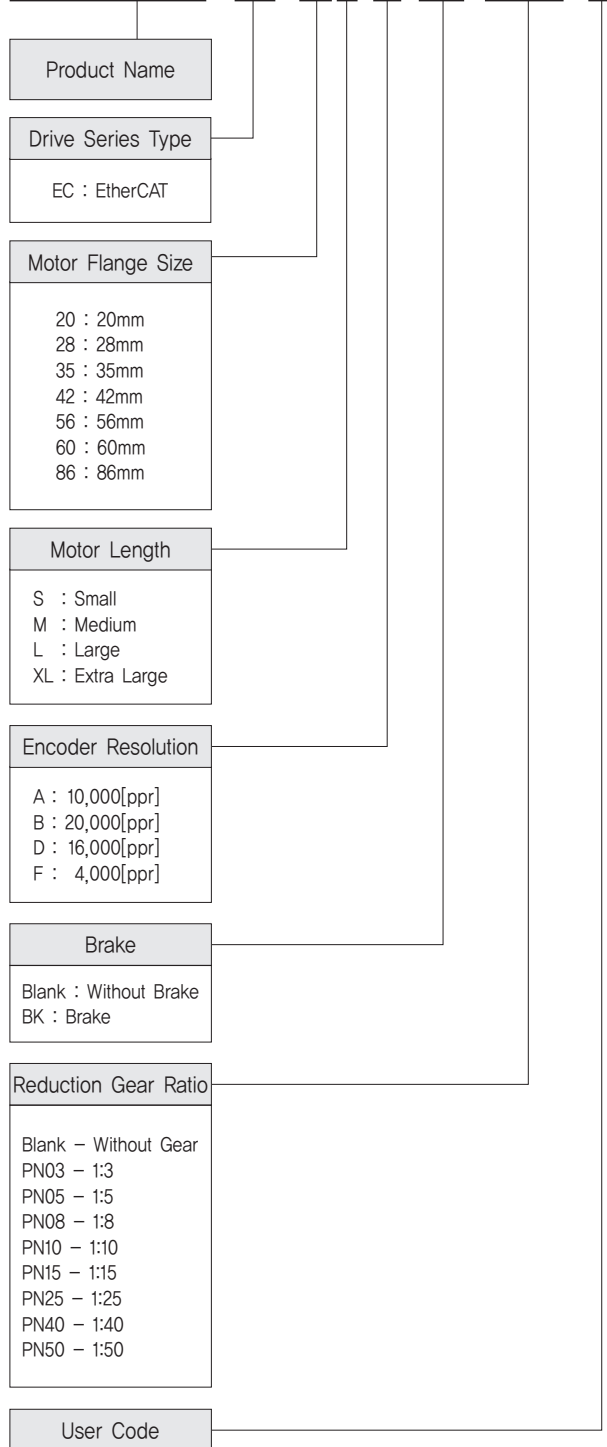 Product Name
Drive Series Type
EC : EtherCAT
Motor Flange Size
20 : 20mm
28 : 28mm
35 : 35mm
42 : 42mm
56 : 56mm
60 : 60mm
86 : 86mm
Motor Length
S : Small
M : Medium
L : Large
XL : Extra Large
Encoder Resolution
A : 10,000[ppr]
B : 20,000[ppr]
D : 16,000[ppr]
F : 4,000[ppr]
Brake
Blank : Without Brake
BK : Brake
Reduction Gear Ratio
Blank – Without Gear
PN03 – 1:3
PN05 – 1:5
PN08 – 1:8
PN10 – 1:10
PN15 – 1:15
PN25 – 1:25
PN40 – 1:40
PN50 – 1:50
User Code